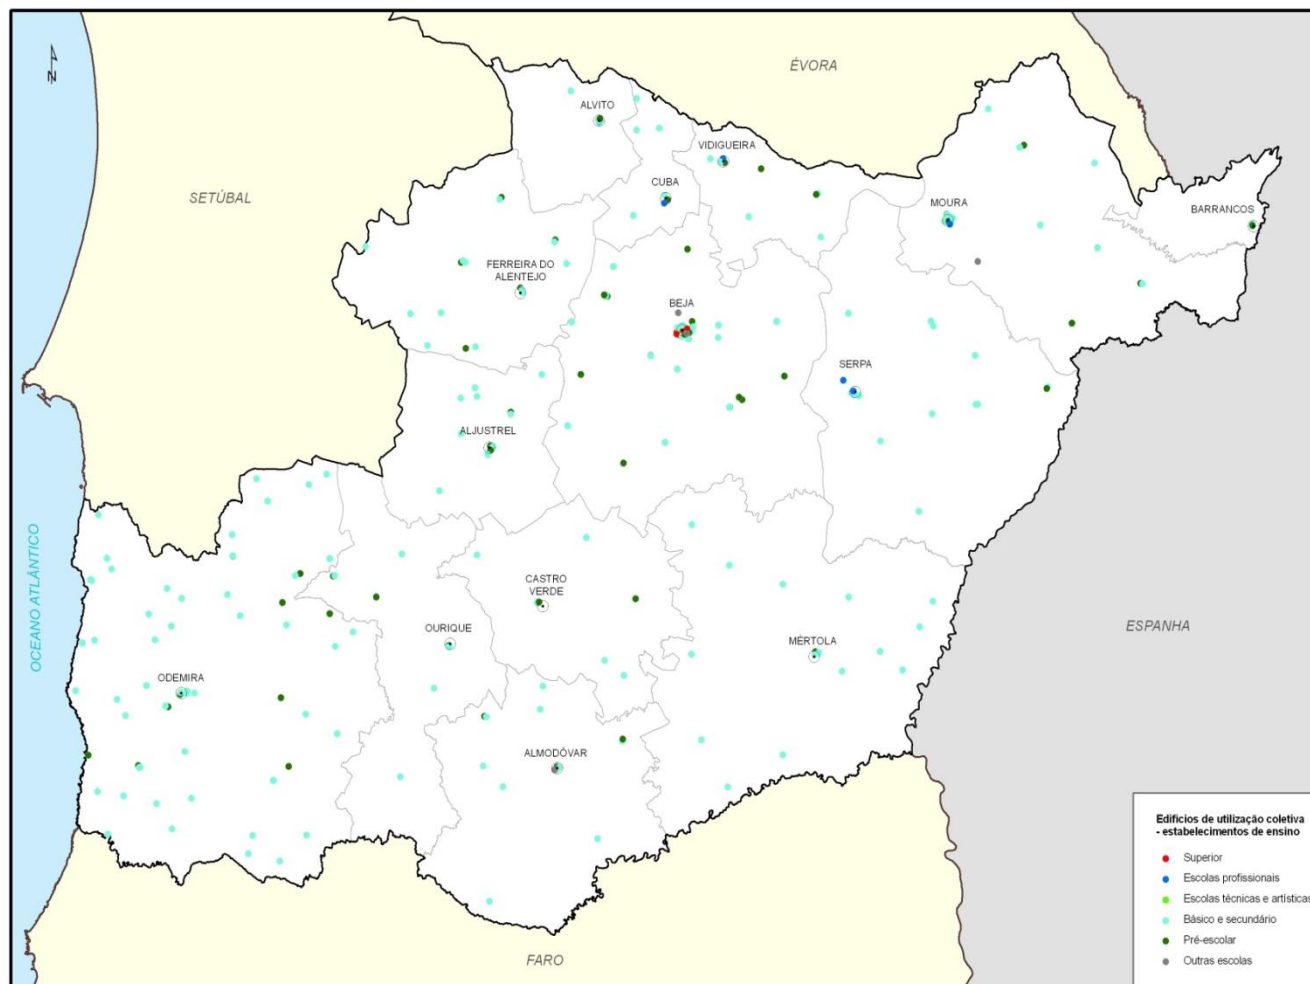 N
ÉVORA
ALVITO
VIDIGUEIRA
CUBA
SETÚBAL
MOURA
BARRANCOS
FERREIRA DO
ALENTEJO
BEJA
SERPA
ALJUSTREL
OCEANO ATLÂNTICO
CASTRO
VERDE
OURIQUE
MÉRTOLA
ESPANHA
ODEMIRA
ALMODÓVAR
FARO
Edifícios de utilização coletiva
- estabelecimentos de ensino
Superior
Escolas profissionais
Escolas técnicas e artísticas
Básico e secundário
Pré-escolar
Outras escolas